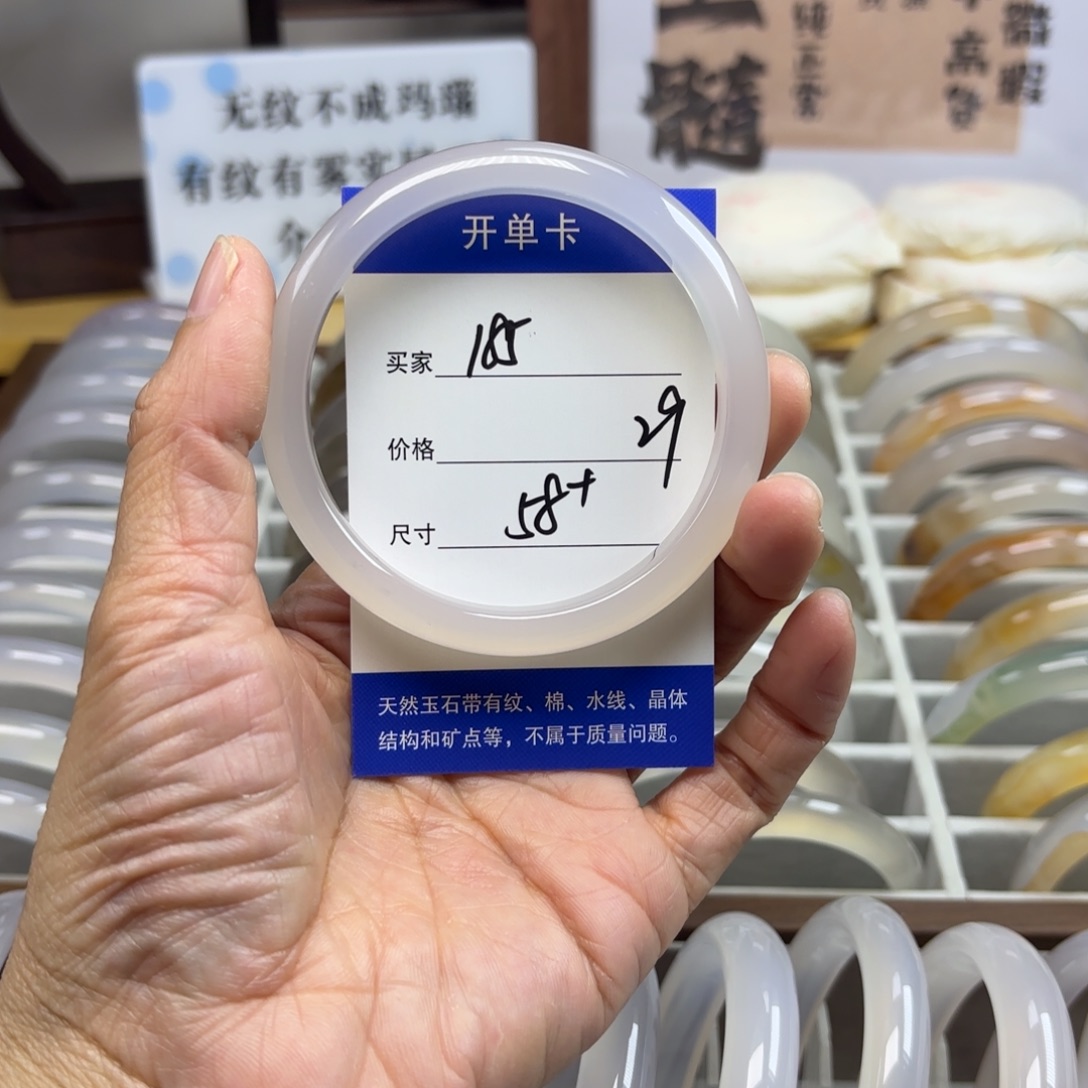 无纹不成玛瑙
有纹有雾
髓
开单卡
买家 185
价格 29
尺寸 58+
天然玉石带有纹、棉、水线、晶体
结构和矿点等，不属于质量问题。